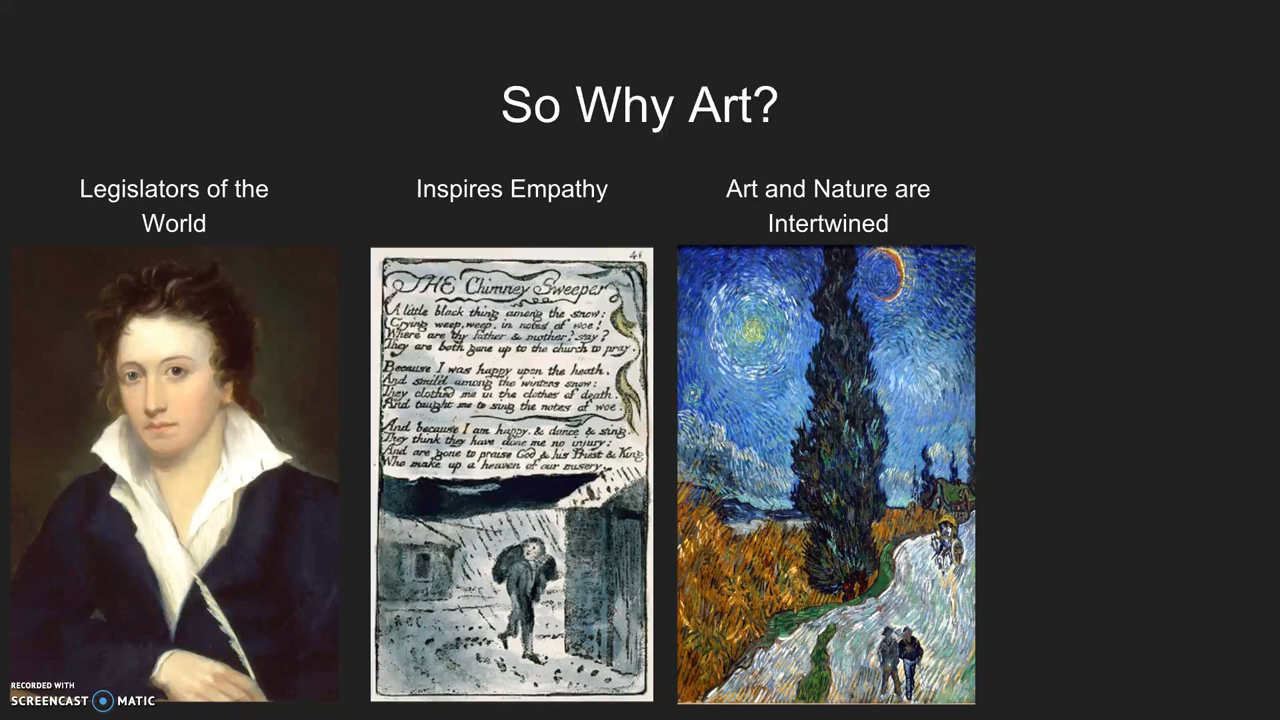 So Why Art?
Legislators of the
World
Inspires Empathy
Art and Nature are
Intertwined
41
THE Chimney Sweeper
A little black thing among the snow:
Crying weep, weep, in notes of woe!
Where are thy father & mother? say?
They are both gone up to the church to pray.
Because I was happy upon the heath.
And smil'd among the winters snow:
They clothed me in the clothes of death.
And taught me to sing the notes of woe.
And because I am happy. & dance & sing.
They think they have done me no injury:
And are gone to praise God & his Priest & King
Who make up a heaven of our misery.
RECORDED WITH
SCREENCAST MATIC